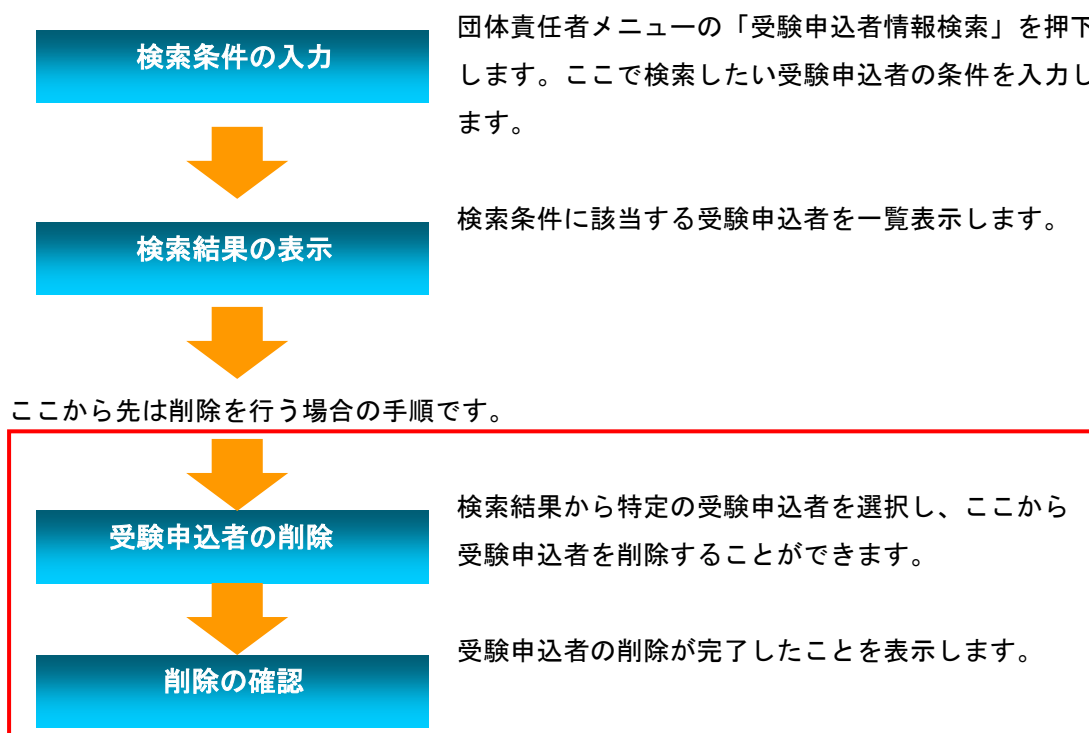 検索条件の入力
団体責任者メニューの「受験申込者情報検索」を押下
します。ここで検索したい受験申込者の条件を入力し
ます。
検索結果の表示
検索条件に該当する受験申込者を一覧表示します。
ここから先は削除を行う場合の手順です。
受験申込者の削除
検索結果から特定の受験申込者を選択し、ここから
受験申込者を削除することができます。
削除の確認
受験申込者の削除が完了したことを表示します。